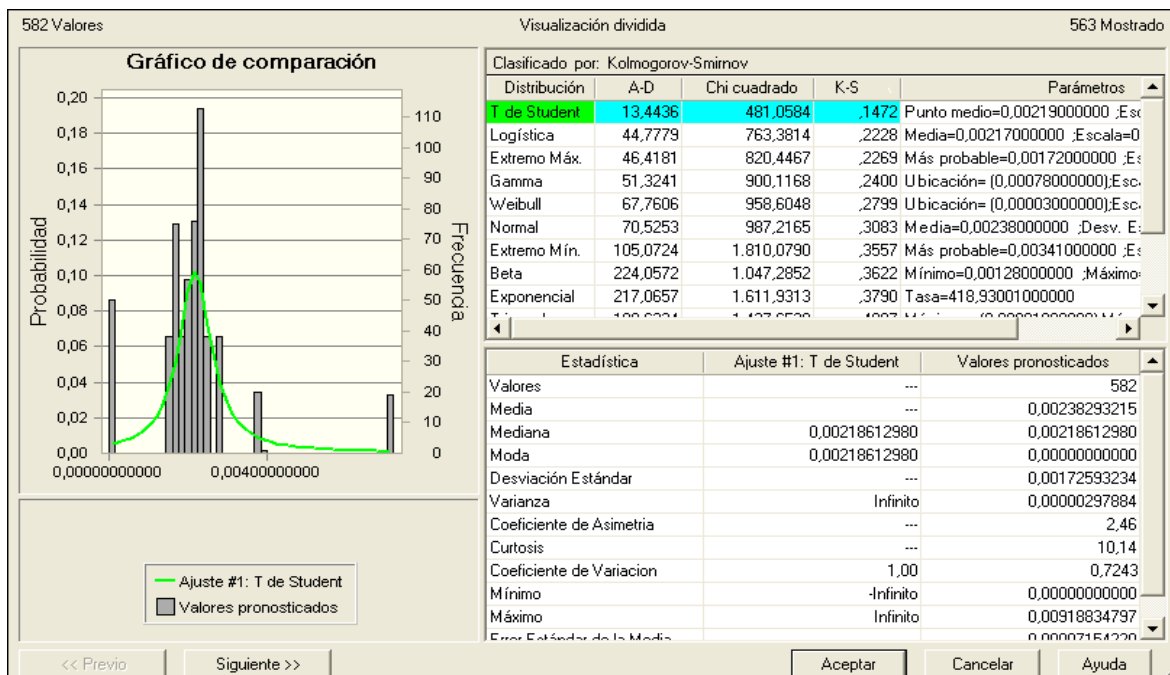 582 Valores Visualización dividida 563 Mostrado
Gráfico de comparación
0,20
0,18
0,16
0,14
0,12
0,10
0,08
0,06
0,04
0,02
0,00
Probabilidad
110
100
90
80
70
60
50
40
30
20
10
0
Frecuencia
0,00000000000 0,00400000000
Ajuste #1: T de Student
Valores pronosticados
Clasificado por: Kolmogorov-Smirnov
Distribución A-D Chi cuadrado K-S Parámetros
T de Student 13,4436 481,0584 ,1472 Punto medio=0,00219000000 ;Esc
Logística 44,7779 763,3814 ,2228 Media=0,00217000000 ;Escala=0
Extremo Máx. 46,4181 820,4467 ,2269 Más probable=0,00172000000 ;Es
Gamma 51,3241 900,1168 ,2400 Ubicación= (0,00078000000);Esc
Weibull 67,7606 958,6048 ,2799 Ubicación= (0,00003000000);Esc
Normal 70,5253 987,2165 ,3083 Media=0,00238000000 ;Desv. E
Extremo Mín. 105,0724 1.810,0790 ,3557 Más probable=0,00341000000 ;Es
Beta 224,0572 1.047,2852 ,3622 Mínimo=0,00128000000 ;Máximo
Exponencial 217,0657 1.611,9313 ,3790 Tasa=418,93001000000
Estadística Ajuste #1: T de Student Valores pronosticados
Valores --- 582
Media --- 0,00238293215
Mediana 0,00218612980 0,00218612980
Moda 0,00218612980 0,00000000000
Desviación Estándar --- 0,00172593234
Varianza Infinito 0,00000297884
Coeficiente de Asimetria --- 2,46
Curtosis --- 10,14
Coeficiente de Variacion 1,00 0,7243
Mínimo -Infinito 0,00000000000
Máximo Infinito 0,00918834797
Error Estándar de la Media 0,00007154220
<< Previo Siguiente >> Aceptar Cancelar Ayuda